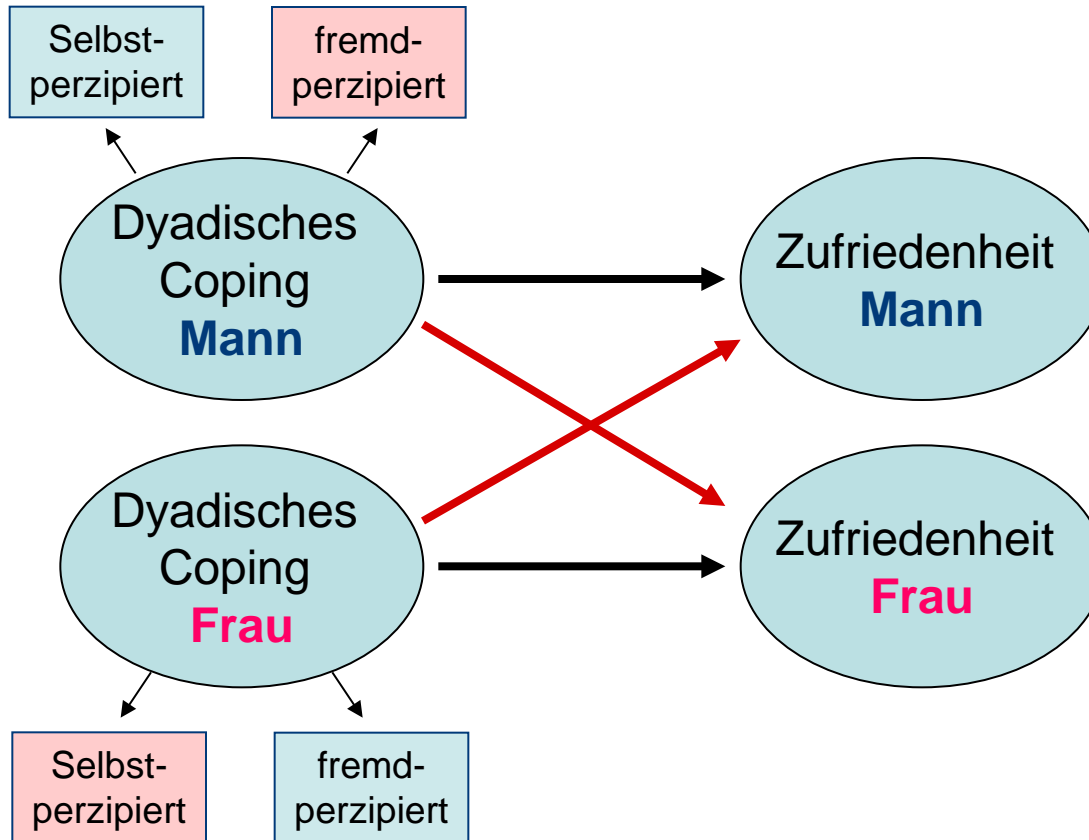 Selbst-
perzipiert
fremd-
perzipiert
Dyadisches
Coping
Mann
Zufriedenheit
Mann
Dyadisches
Coping
Frau
Zufriedenheit
Frau
Selbst-
perzipiert
fremd-
perzipiert